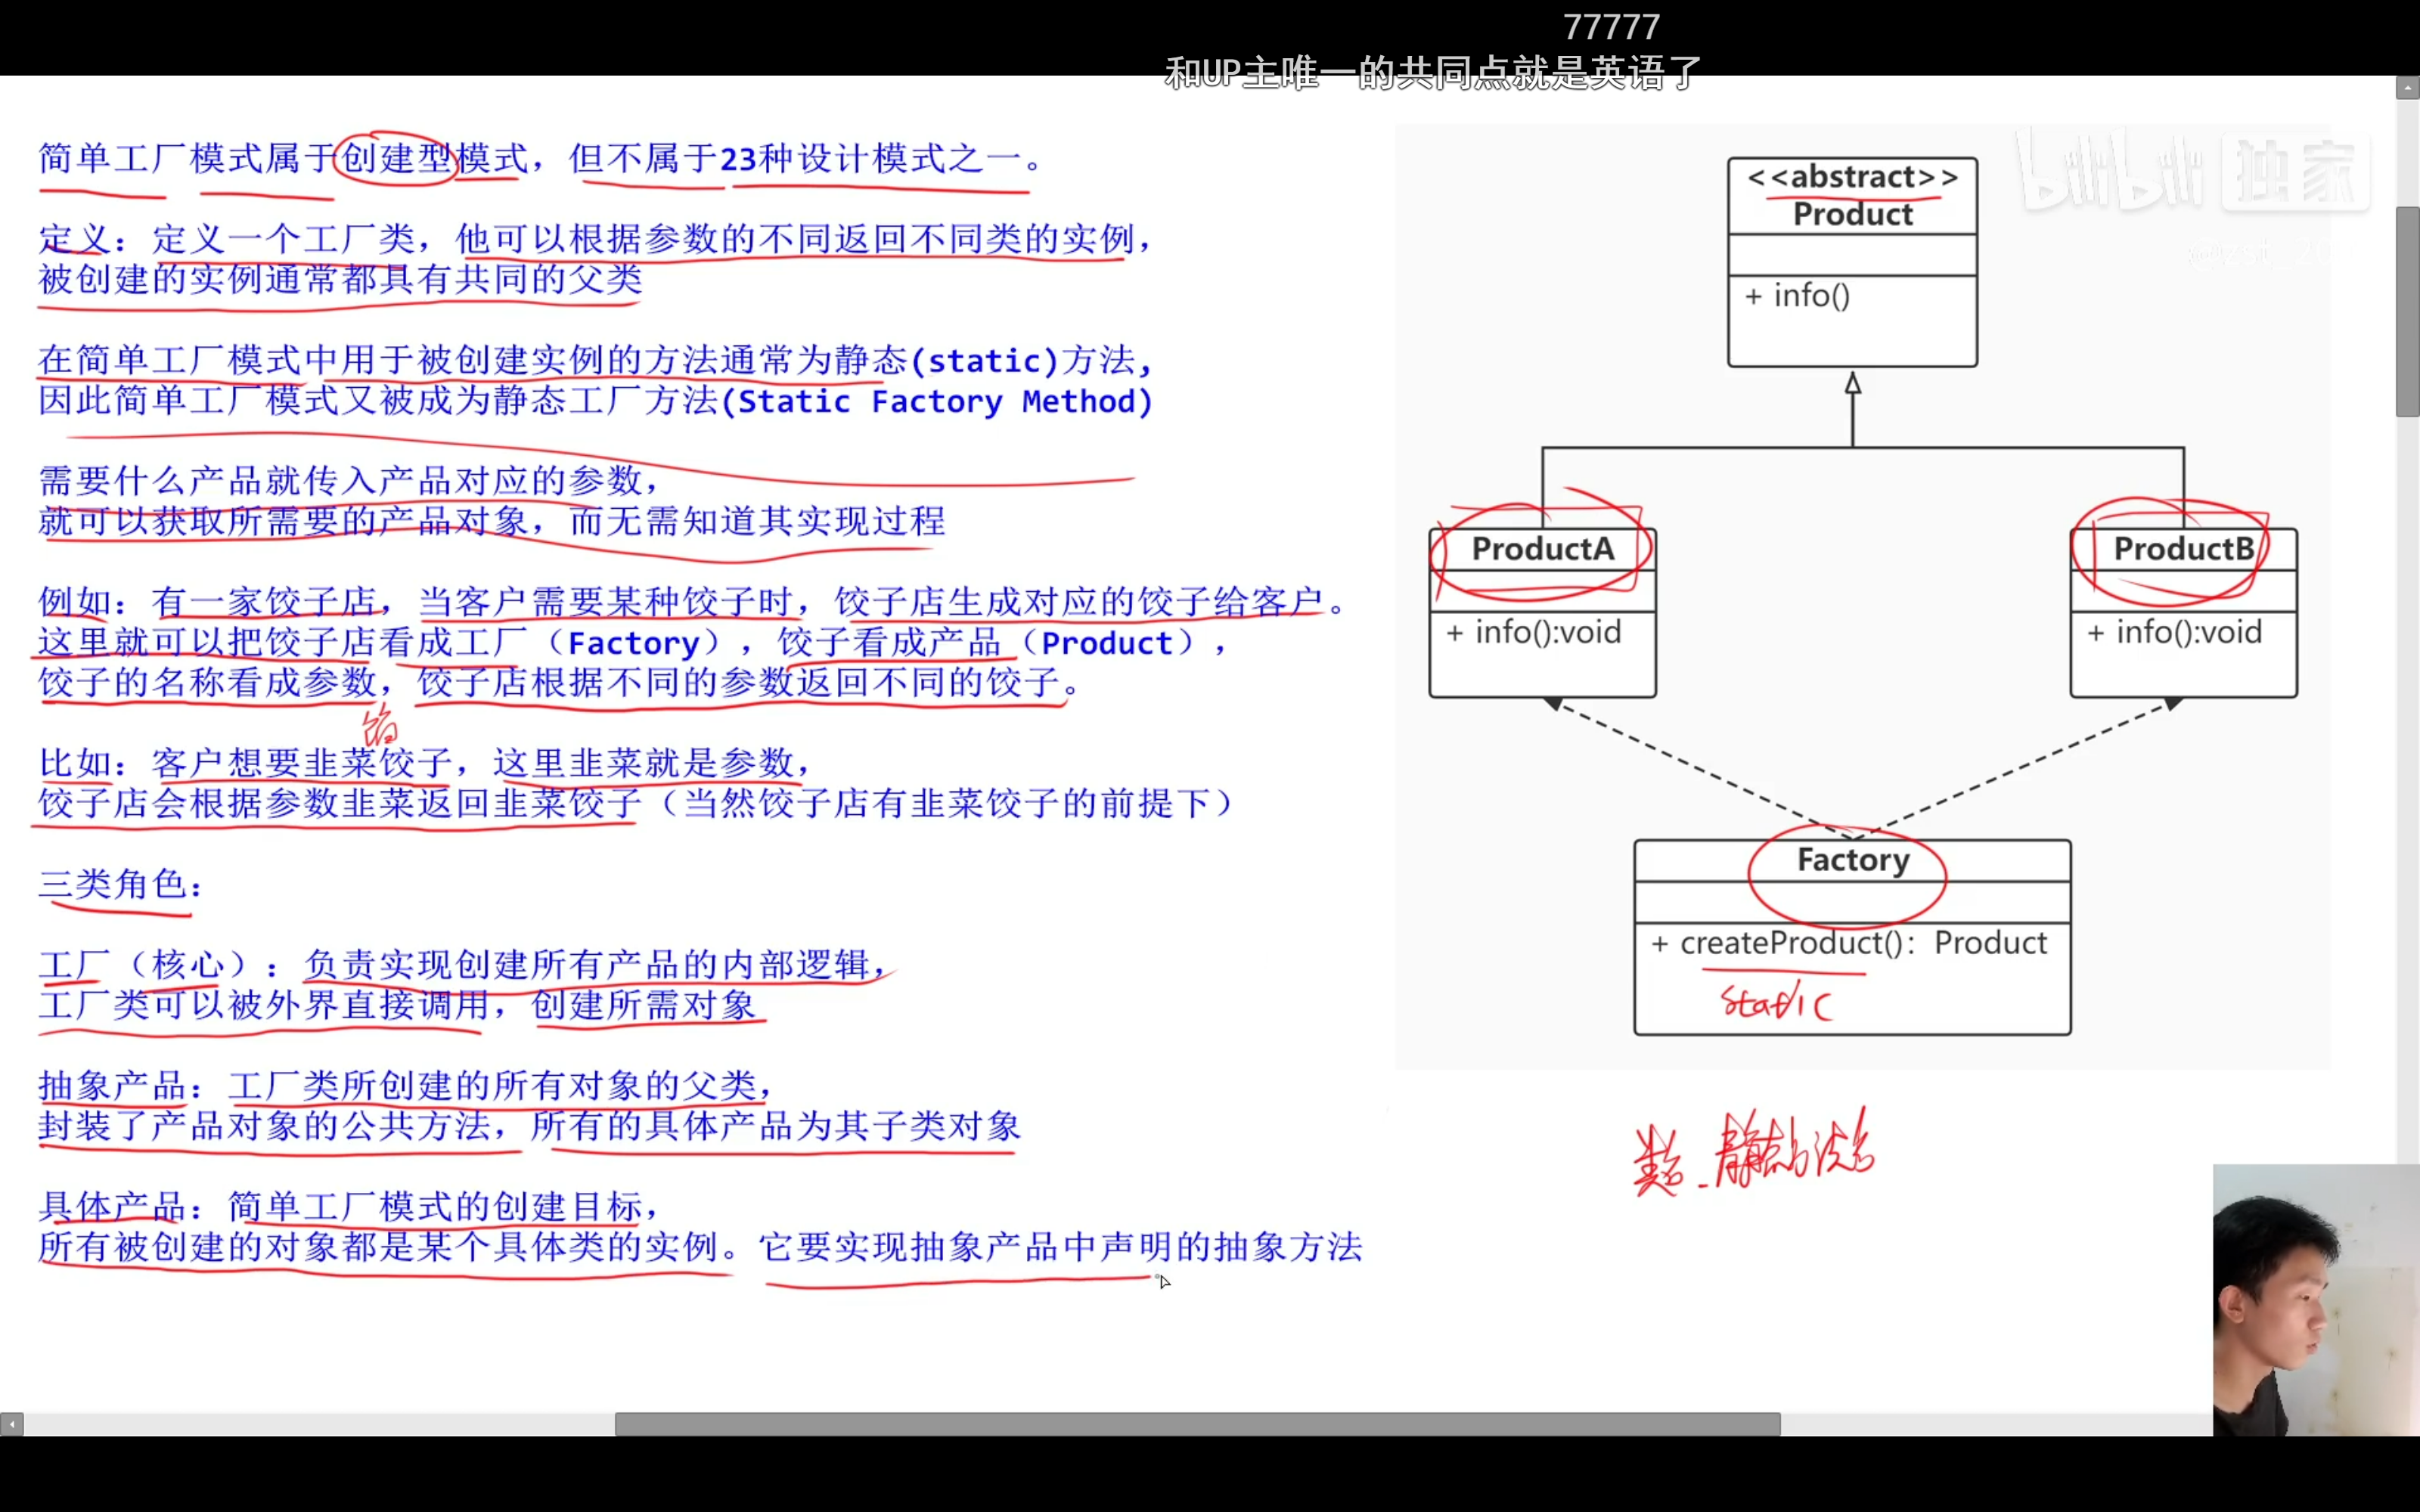 77777
和UP主唯一的共同点就是英语了
简单工厂模式属于创建型模式，但不属于23种设计模式之一。
定义：定义一个工厂类，他可以根据参数的不同返回不同类的实例，
被创建的实例通常都具有共同的父类
在简单工厂模式中用于被创建实例的方法通常为静态(static)方法,
因此简单工厂模式又被成为静态工厂方法(Static Factory Method)
需要什么产品就传入产品对应的参数，
就可以获取所需要的产品对象，而无需知道其实现过程
例如：有一家饺子店，当客户需要某种饺子时，饺子店生成对应的饺子给客户。
这里就可以把饺子店看成工厂（Factory），饺子看成产品（Product），
饺子的名称看成参数，饺子店根据不同的参数返回不同的饺子。
馅
比如：客户想要韭菜饺子，这里韭菜就是参数，
饺子店会根据参数韭菜返回韭菜饺子（当然饺子店有韭菜饺子的前提下）
三类角色：
工厂（核心）：负责实现创建所有产品的内部逻辑，
工厂类可以被外界直接调用，创建所需对象
抽象产品：工厂类所创建的所有对象的父类，
封装了产品对象的公共方法，所有的具体产品为其子类对象
具体产品：简单工厂模式的创建目标，
所有被创建的对象都是某个具体类的实例。它要实现抽象产品中声明的抽象方法
bilibili 独家
<<abstract>>
Product
+ info()
ProductA
+ info():void
ProductB
+ info():void
Factory
+ createProduct(): Product
static
类名.静态方法名